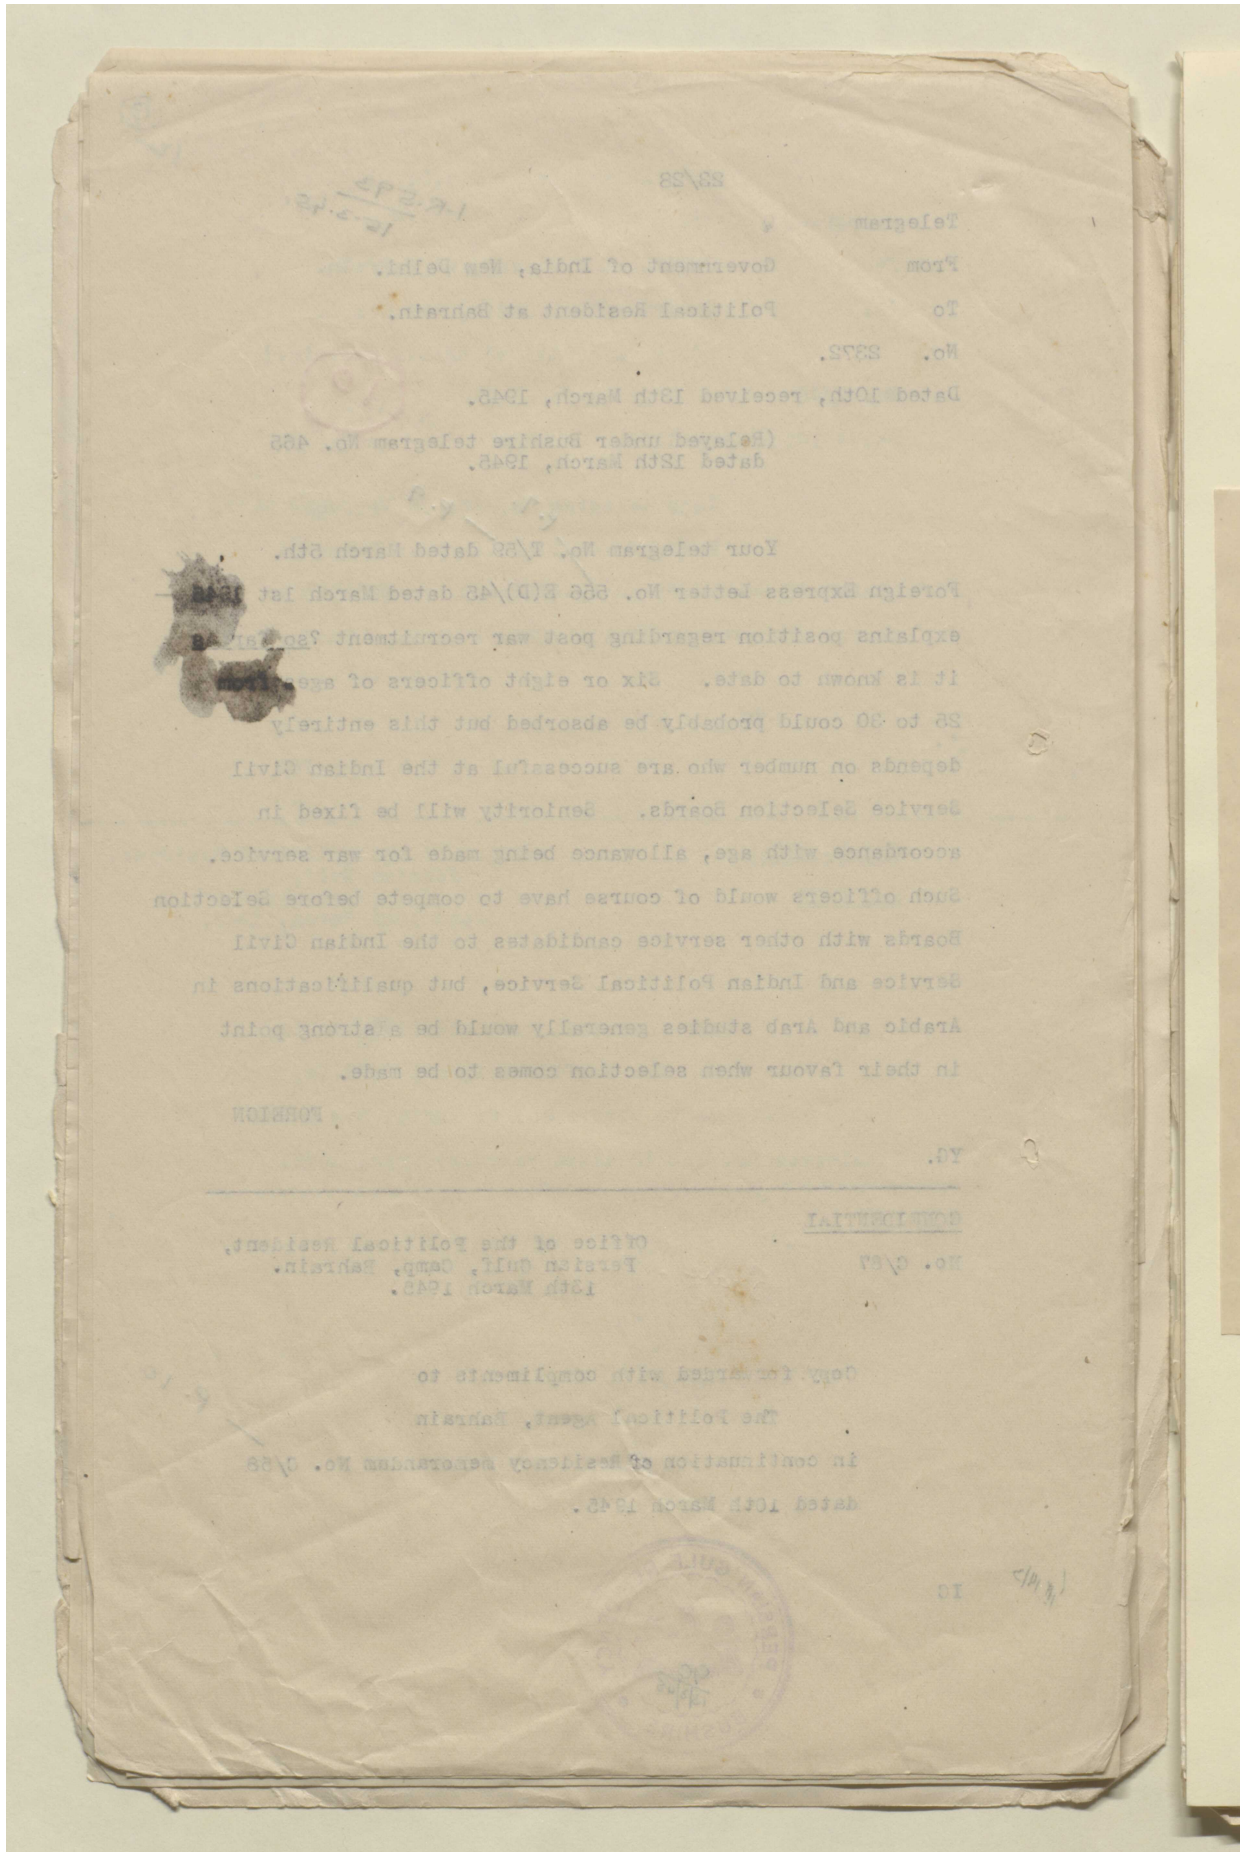 23/28
Telegram
From Government of India, New Delhi.
To Political Resident at Bahrain.
No. 2372.
Dated 10th, received 13th March, 1945.
(Relayed under Bushire telegram No. 465
dated 12th March, 1945.
Your telegram No. T/59 dated March 5th.
Foreign Express Letter No. 556 E(D)/45 dated March 1st 1945
explains position regarding post war recruitment ?so far as
it is known to date. Six or eight officers of ages from
25 to 30 could probably be absorbed but this entirely
depends on number who are successful at the Indian Civil
Service Selection Boards. Seniority will be fixed in
accordance with age, allowance being made for war service.
Such officers would of course have to compete before Selection
Boards with other service candidates to the Indian Civil
Service and Indian Political Service, but qualifications in
Arabic and Arab studies generally would be a strong point
in their favour when selection comes to be made.
FOREIGN
YG.
CONFIDENTIAL
Office of the Political Resident,
No. C/67 Persian Gulf, Camp, Bahrain.
13th March 1945.
Copy forwarded with compliments to
The Political Agent, Bahrain
in continuation of Residency memorandum No. C/58
dated 10th March 1945.
IG